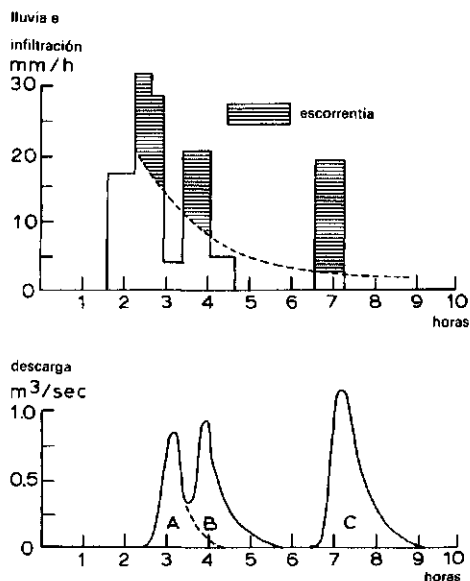 lluvia e
infiltración
mm/h
30
20
10
0
escorrentía
1 2 3 4 5 6 7 8 9 10
horas
descarga
m³/sec
1.0
0.5
0
A B C
1 2 3 4 5 6 7 8 9 10
horas